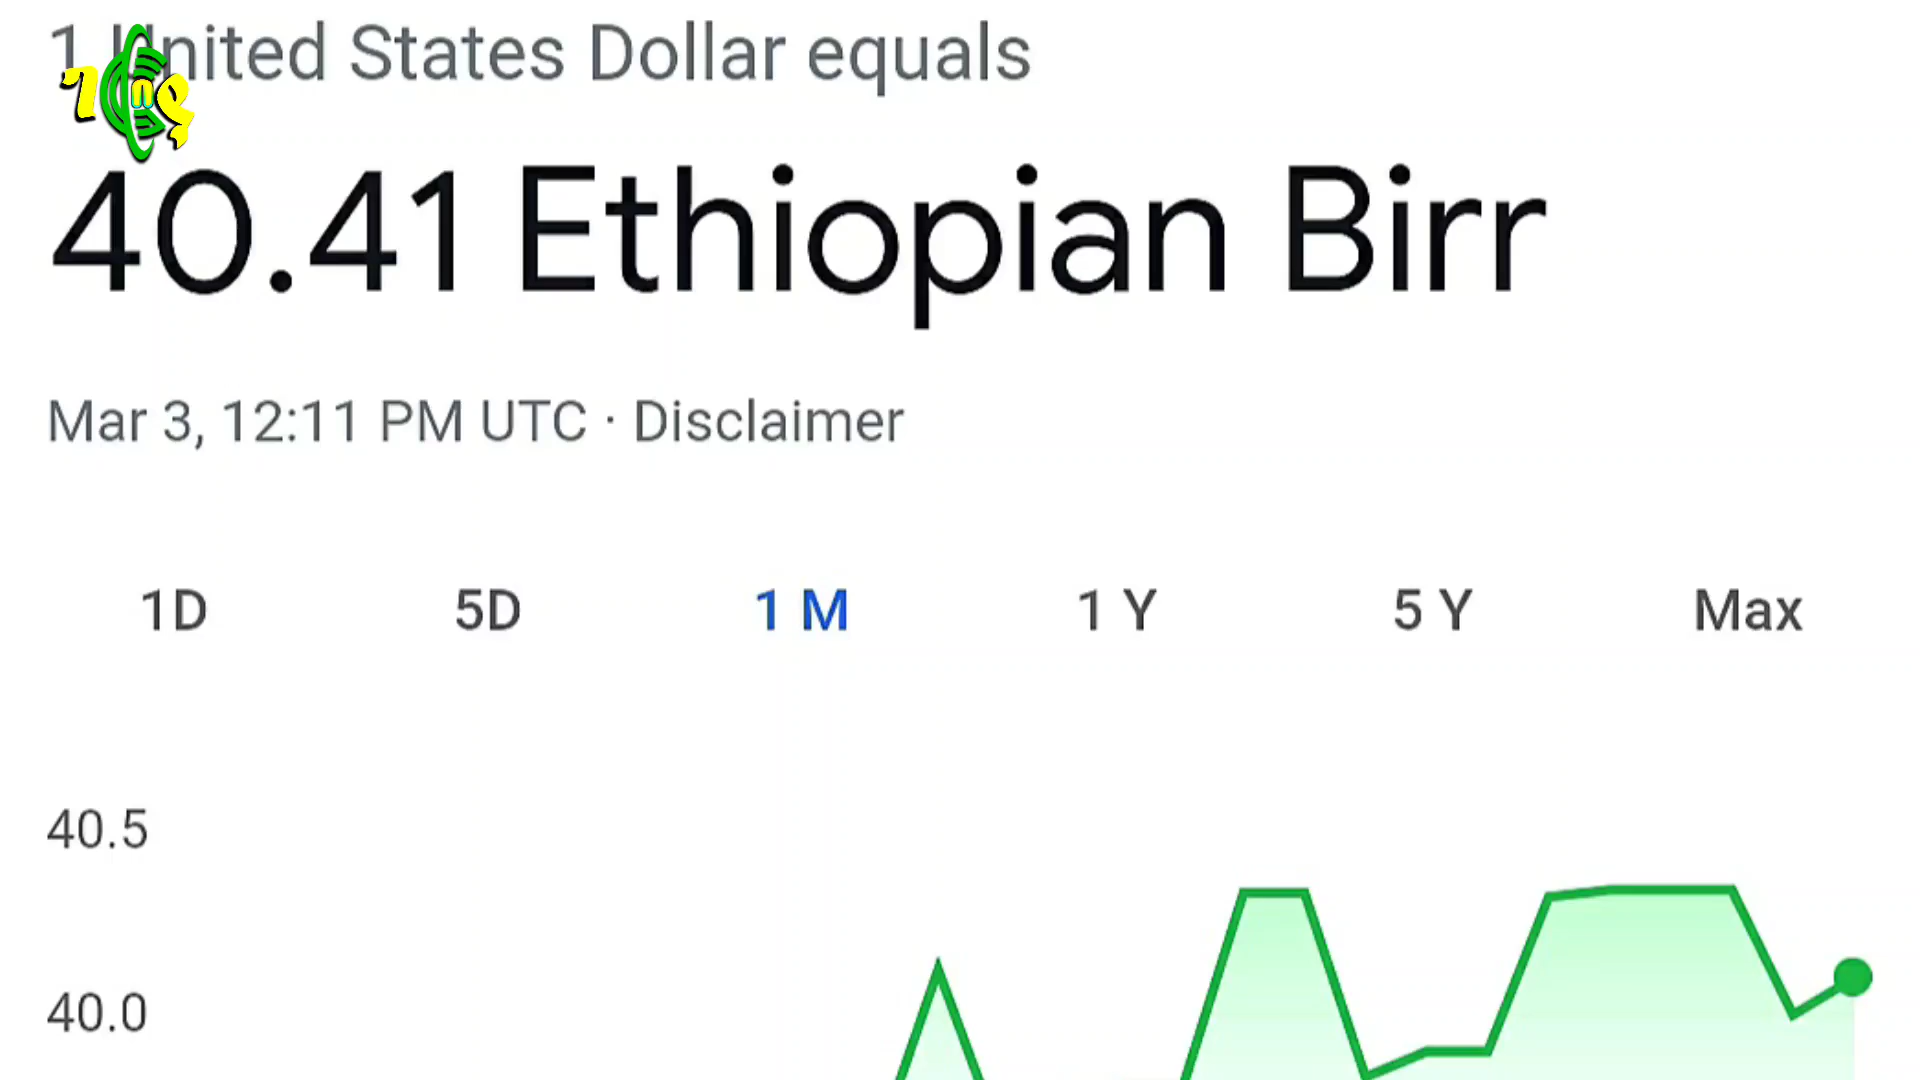 1 United States Dollar equals
40.41 Ethiopian Birr
Mar 3, 12:11 PM UTC · Disclaimer
1D 5D 1 M 1 Y 5 Y Max
40.5
40.0